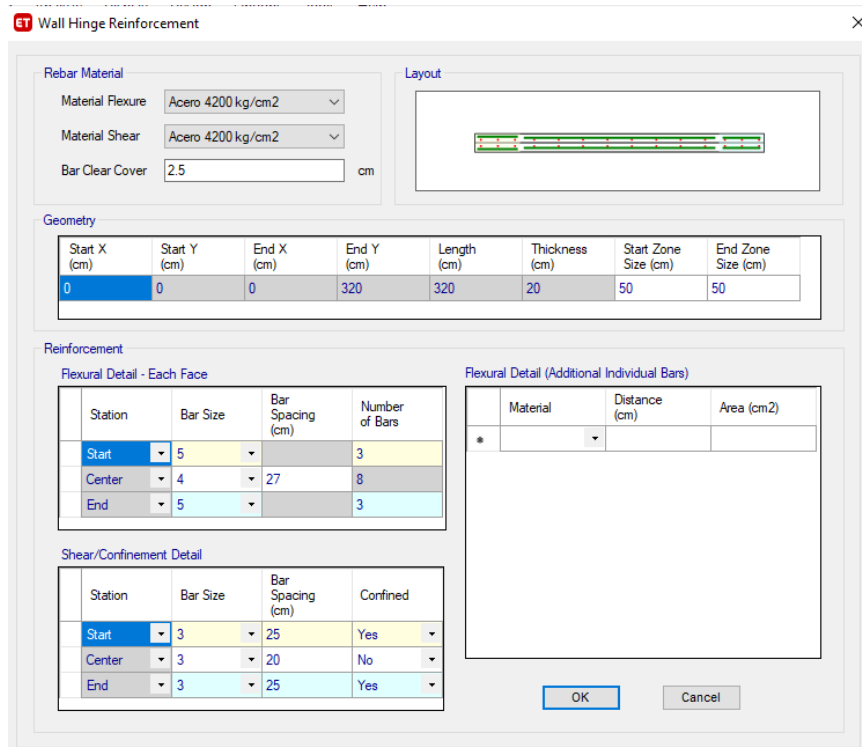 ET Wall Hinge Reinforcement
Rebar Material
Material Flexure Acero 4200 kg/cm2
Material Shear Acero 4200 kg/cm2
Bar Clear Cover 2.5 cm
Layout
Geometry
Start X (cm) Start Y (cm) End X (cm) End Y (cm) Length (cm) Thickness (cm) Start Zone Size (cm) End Zone Size (cm)
0 0 0 320 320 20 50 50
Reinforcement
Flexural Detail - Each Face
Station Bar Size Bar Spacing (cm) Number of Bars
Start 5 3
Center 4 27 8
End 5 3
Shear/Confinement Detail
Station Bar Size Bar Spacing (cm) Confined
Start 3 25 Yes
Center 3 20 No
End 3 25 Yes
Flexural Detail (Additional Individual Bars)
Material Distance (cm) Area (cm2)
OK Cancel